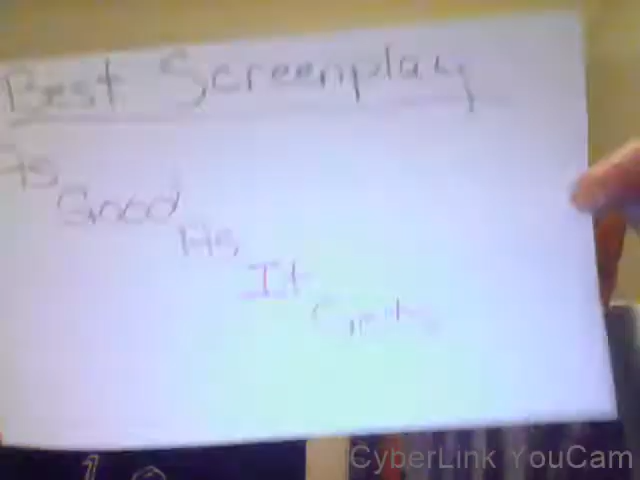 Best Screenplay
As
Good
As
It
Gets
CyberLink YouCam